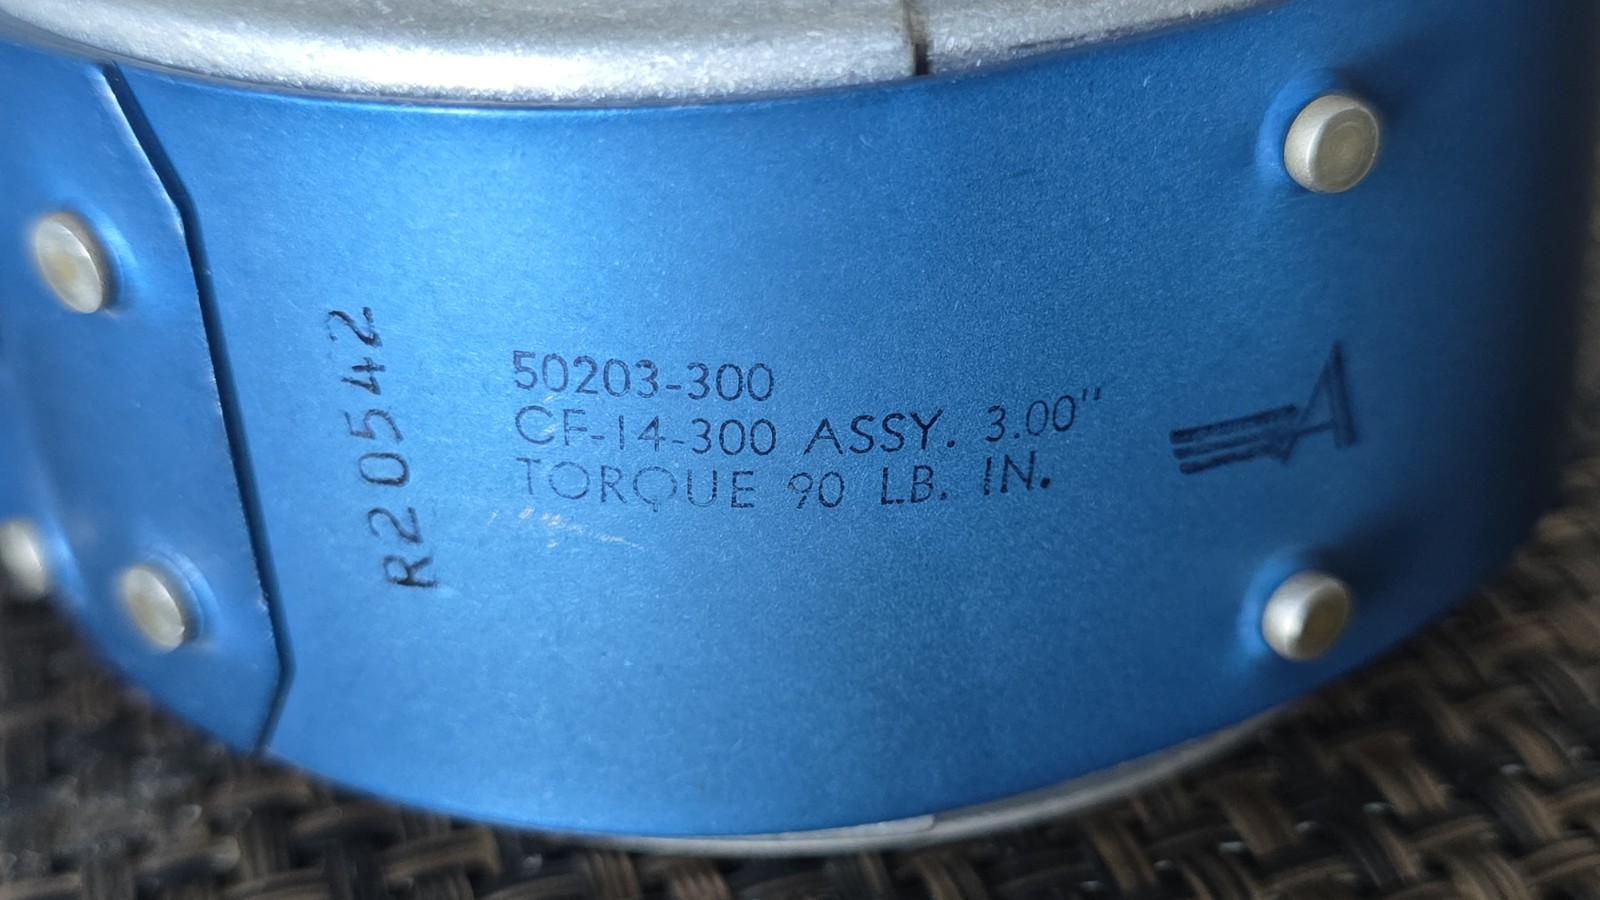 R20542
50203-300
CF-14-300 ASSY. 3.00"
TORQUE 90 LB. IN.
A